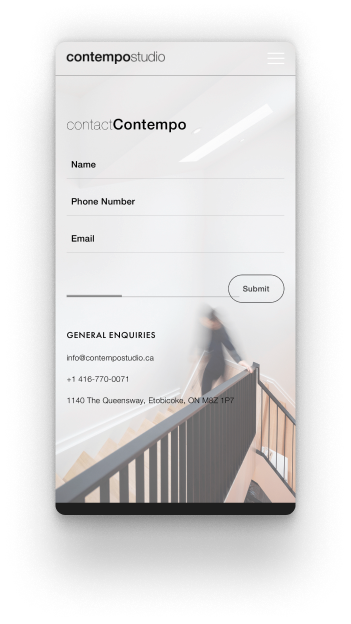 contempostudio
contactContempo
Name
Phone Number
Email
Submit
GENERAL ENQUIRIES
info@contempostudio.ca
+1 416-770-0071
1140 The Queensway, Etobicoke, ON M8Z 1P7